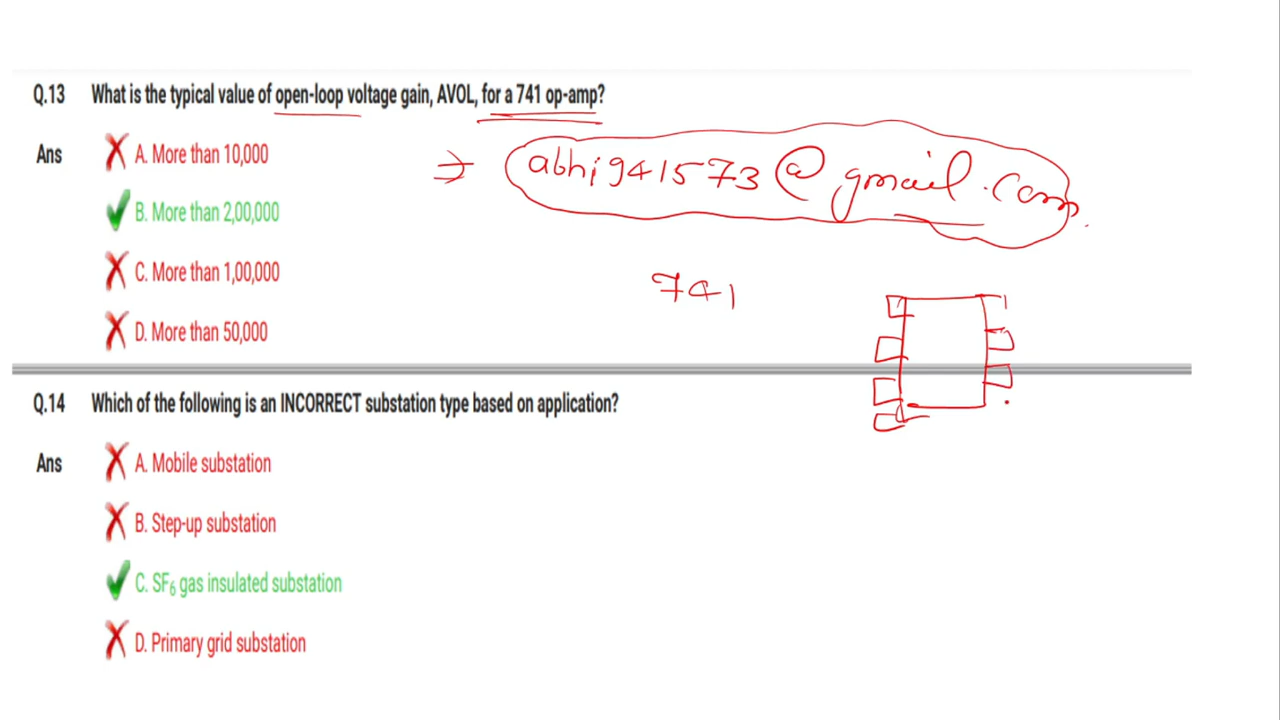 Q.13 What is the typical value of open-loop voltage gain, AVOL, for a 741 op-amp?
Ans A. More than 10,000
abhi941573@gmail.com
B. More than 2,00,000
C. More than 1,00,000
741
D. More than 50,000
Q.14 Which of the following is an INCORRECT substation type based on application?
Ans A. Mobile substation
B. Step-up substation
C. SF₆ gas insulated substation
D. Primary grid substation